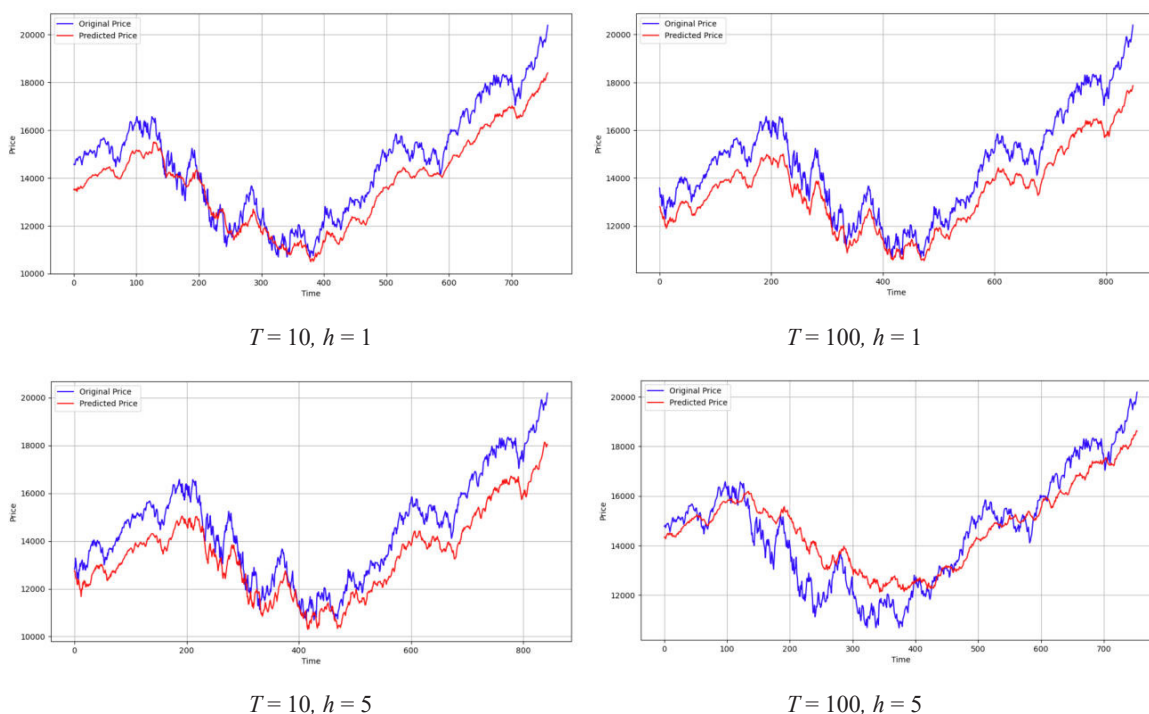 Original Price
Predicted Price
20000
18000
16000
14000
12000
10000
Price
0 100 200 300 400 500 600 700
Time
T = 10, h = 1
Original Price
Predicted Price
20000
18000
16000
14000
12000
Price
0 200 400 600 800
Time
T = 100, h = 1
Original Price
Predicted Price
20000
18000
16000
14000
12000
10000
Price
0 200 400 600 800
Time
T = 10, h = 5
Original Price
Predicted Price
20000
18000
16000
14000
12000
Price
0 100 200 300 400 500 600 700
Time
T = 100, h = 5